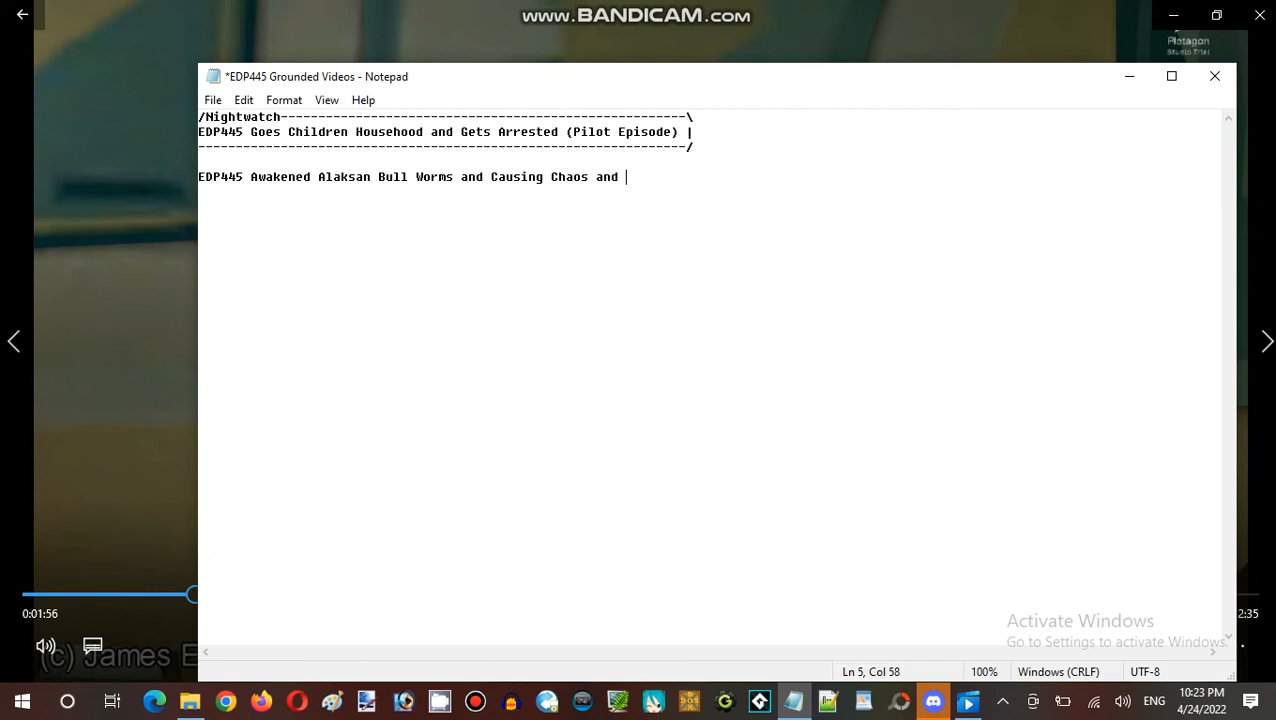 www.BANDICAM.com
Plotagon
Studio Trial
*EDP445 Grounded Videos - Notepad
File Edit Format View Help
/Nightwatch------------------------------------------------------\
EDP445 Goes Children Househood and Gets Arrested (Pilot Episode) |
-----------------------------------------------------------------/
EDP445 Awakened Alaksan Bull Worms and Causing Chaos and
0:01:56
2:35
(c) James E
Activate Windows
Go to Settings to activate Windows.
Ln 5, Col 58 100% Windows (CRLF) UTF-8
DOS
ENG
10:23 PM
4/24/2022